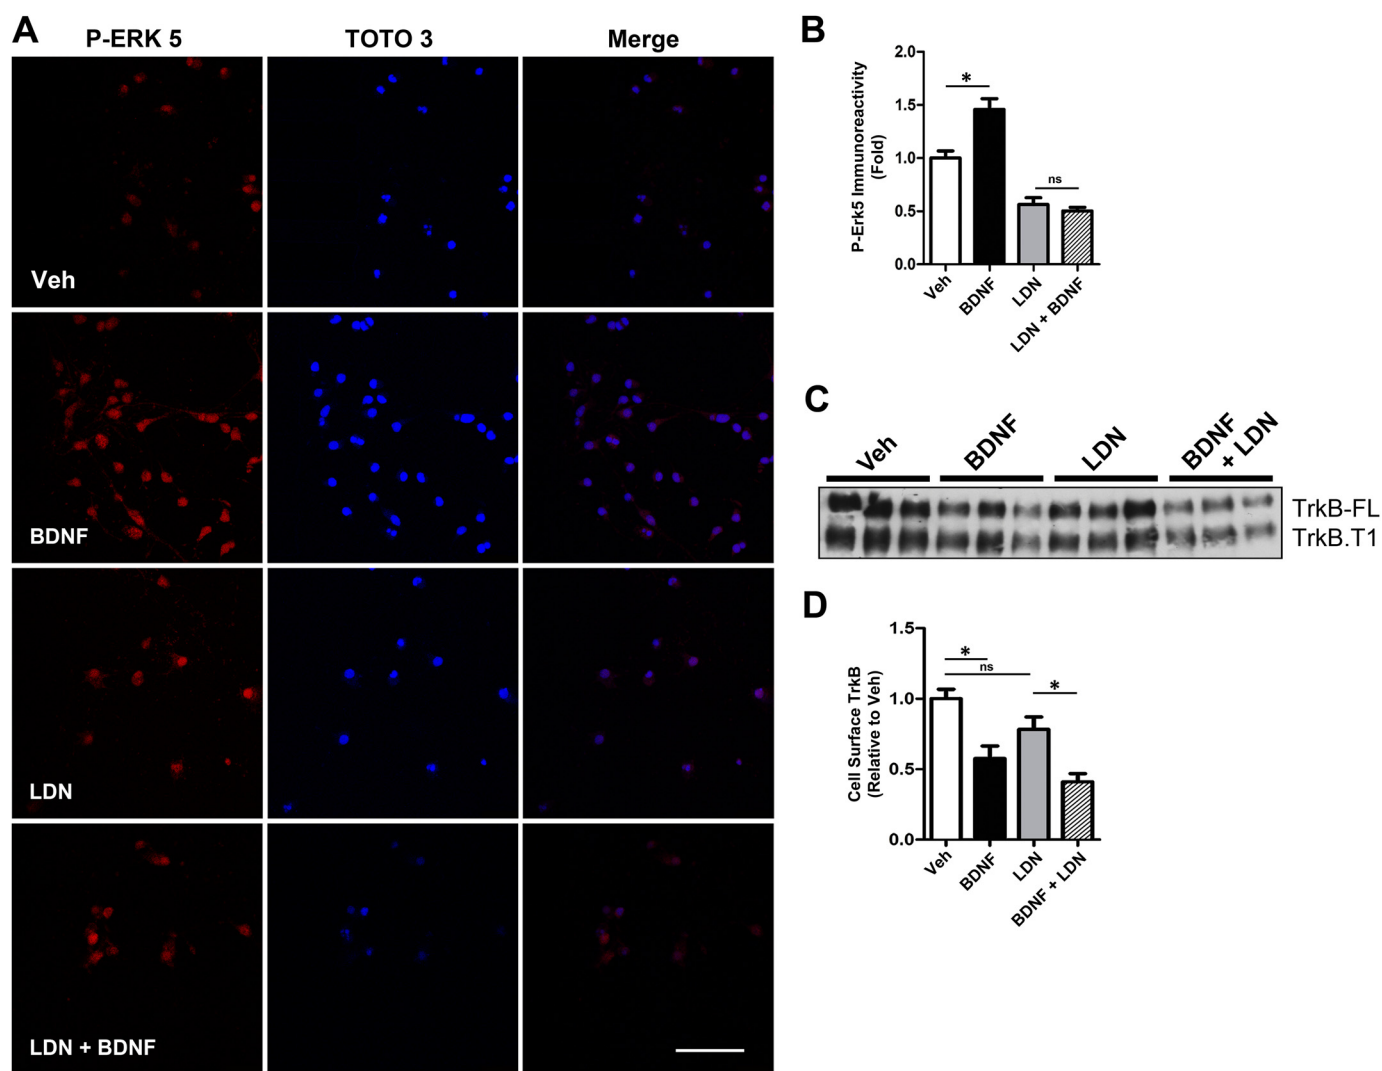 A
P-ERK 5
TOTO 3
Merge
Veh
BDNF
LDN
LDN + BDNF
B
P-Erk5 Immunoreactivity
(Fold)
2.0
1.5
1.0
0.5
0.0
*
ns
Veh
BDNF
LDN
LDN + BDNF
C
Veh
BDNF
LDN
BDNF
+ LDN
TrkB-FL
TrkB.T1
D
Cell Surface TrkB
(Relative to Veh)
1.5
1.0
0.5
0.0
*
ns
*
Veh
BDNF
LDN
BDNF + LDN